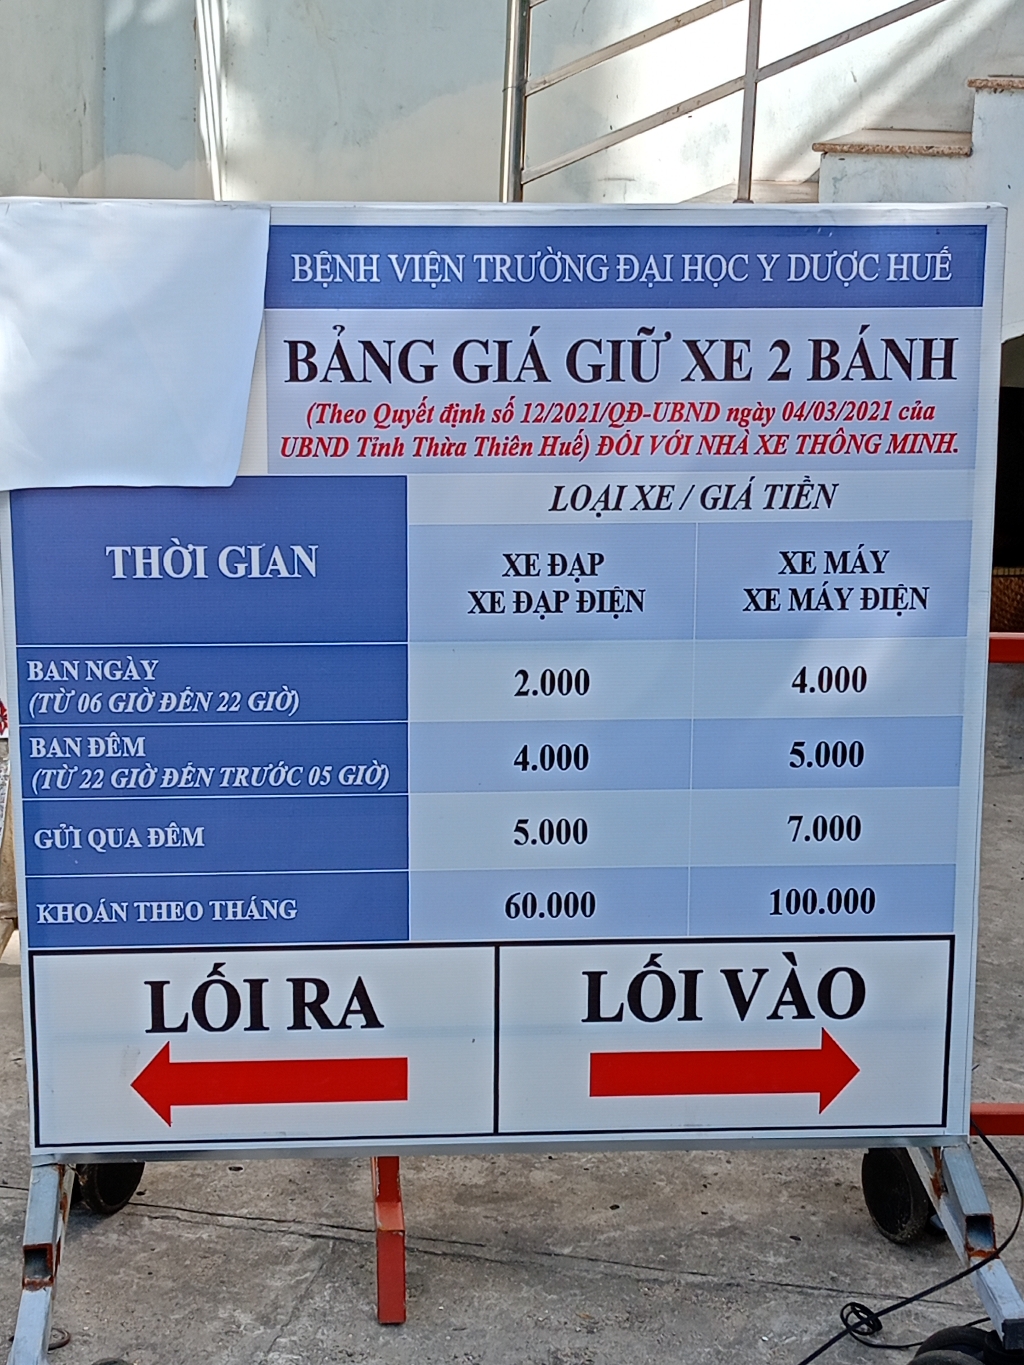 BỆNH VIỆN TRƯỜNG ĐẠI HỌC Y DƯỢC HUẾ
BẢNG GIÁ GIỮ XE 2 BÁNH
(Theo Quyết định số 12/2021/QĐ-UBND ngày 04/03/2021 của
UBND Tỉnh Thừa Thiên Huế) ĐỐI VỚI NHÀ XE THÔNG MINH.
THỜI GIAN
LOẠI XE / GIÁ TIỀN
XE ĐẠP
XE ĐẠP ĐIỆN
XE MÁY
XE MÁY ĐIỆN
BAN NGÀY
(TỪ 06 GIỜ ĐẾN 22 GIỜ)
2.000
4.000
BAN ĐÊM
(TỪ 22 GIỜ ĐẾN TRƯỚC 05 GIỜ)
4.000
5.000
GỬI QUA ĐÊM
5.000
7.000
KHOÁN THEO THÁNG
60.000
100.000
LỐI RA
LỐI VÀO